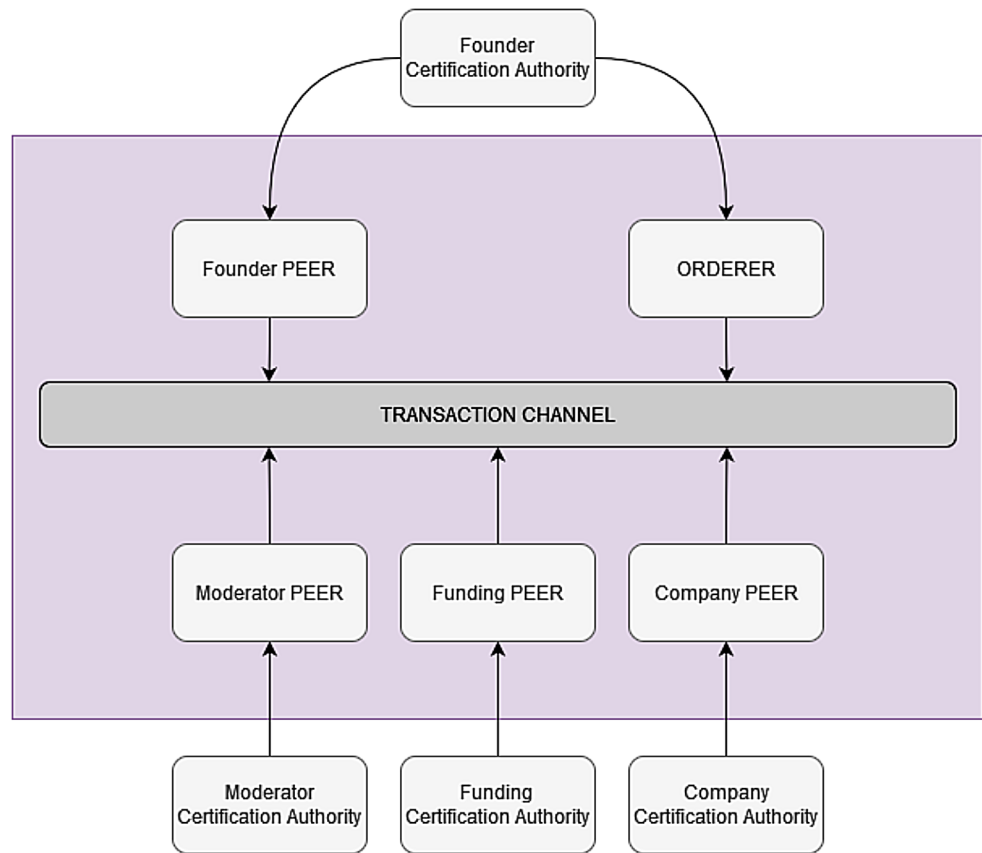 Founder
Certification Authority
Founder PEER
ORDERER
TRANSACTION CHANNEL
Moderator PEER
Funding PEER
Company PEER
Moderator
Certification Authority
Funding
Certification Authority
Company
Certification Authority